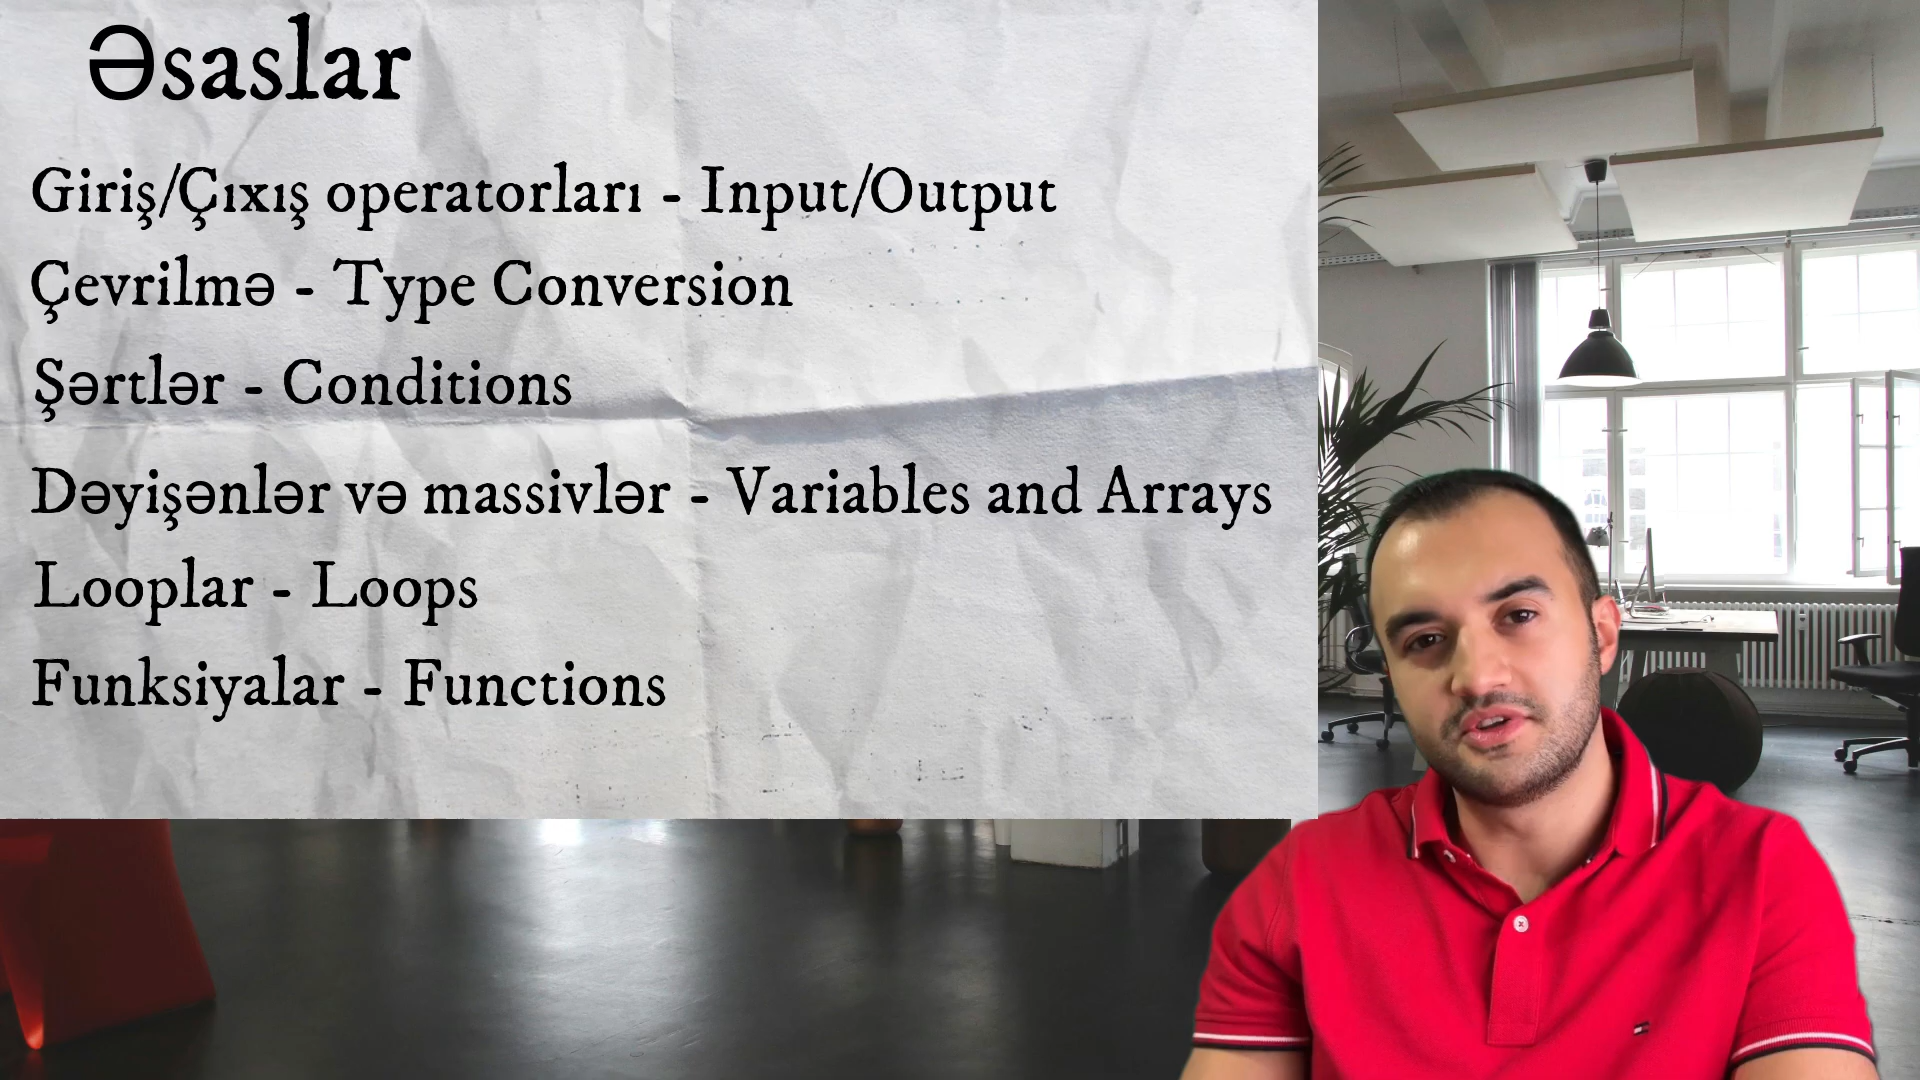 Əsaslar
Giriş/Çıxış operatorları - Input/Output
Çevrilmə - Type Conversion
Şərtlər - Conditions
Dəyişənlər və massivlər - Variables and Arrays
Looplar - Loops
Funksiyalar - Functions